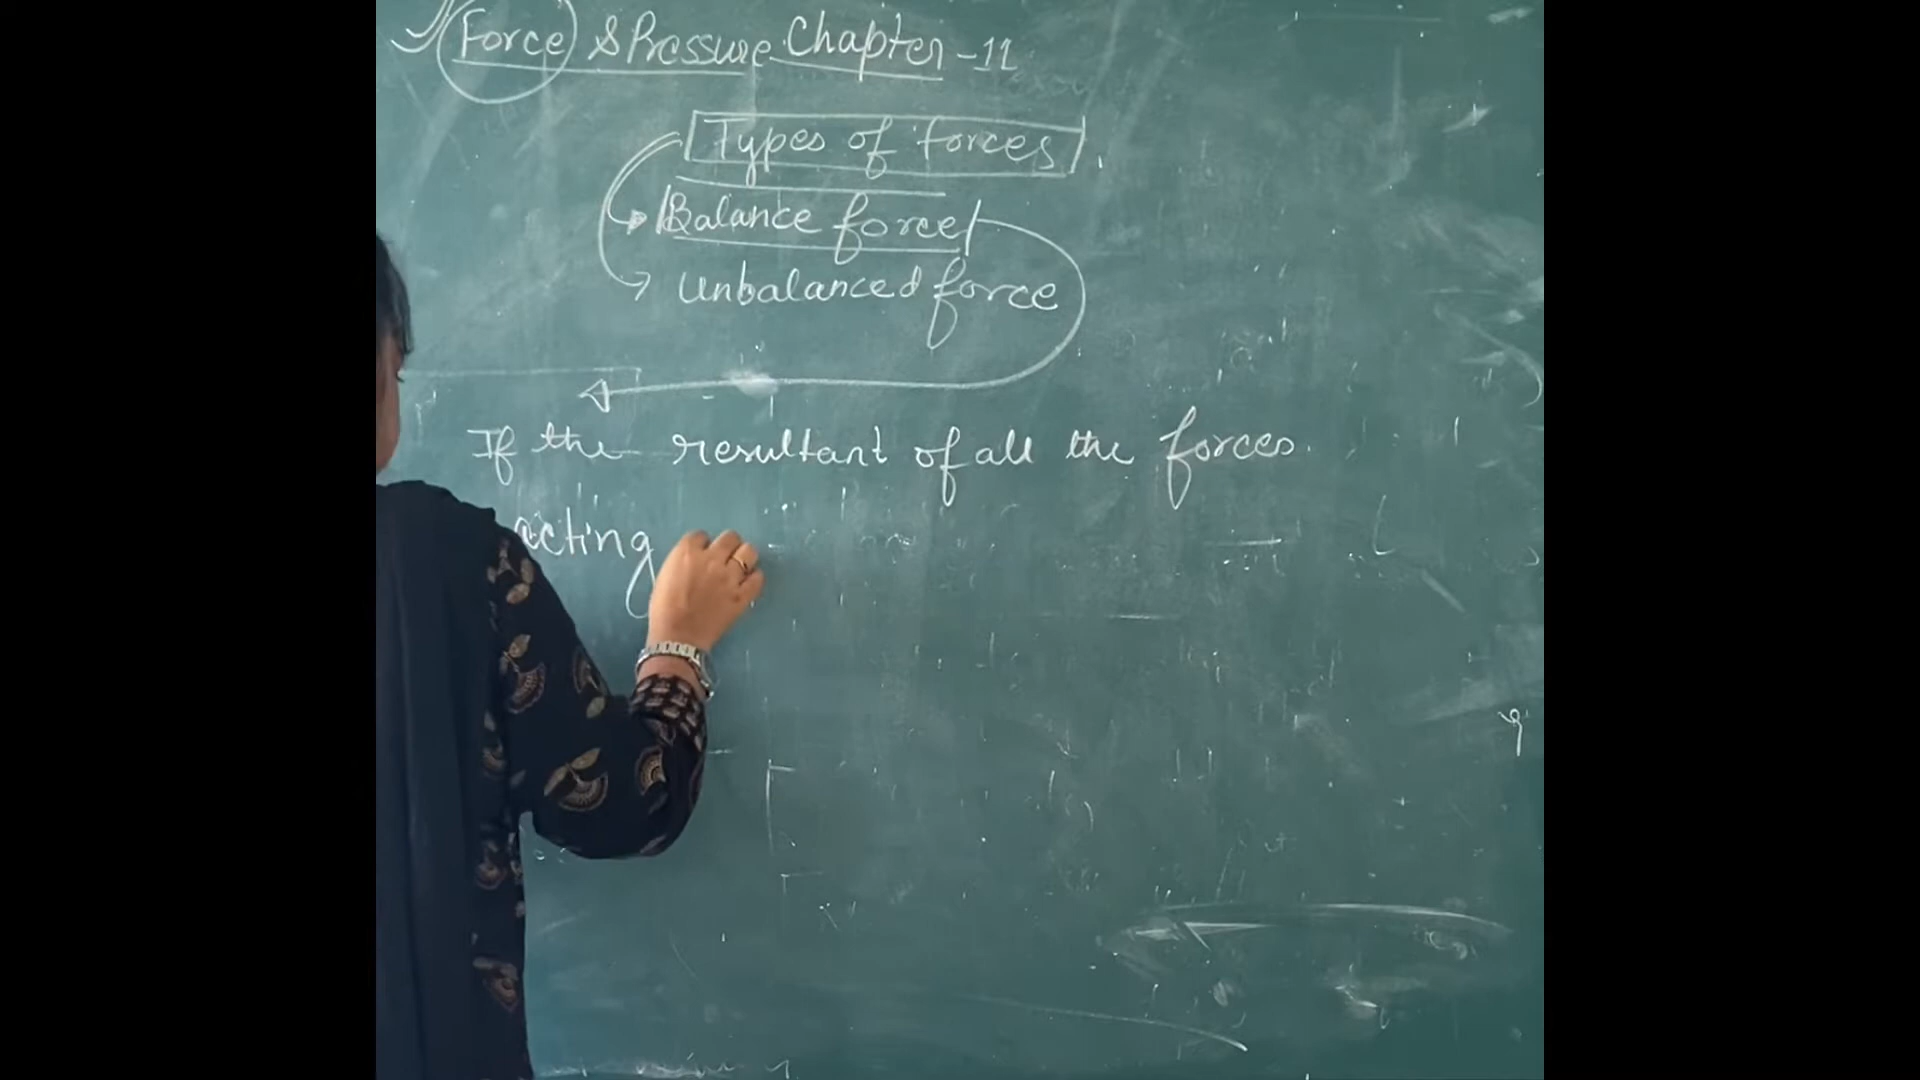 Force & Pressure Chapter-11
Types of forces
Balance force
Unbalanced force
If the resultant of all the forces
acting